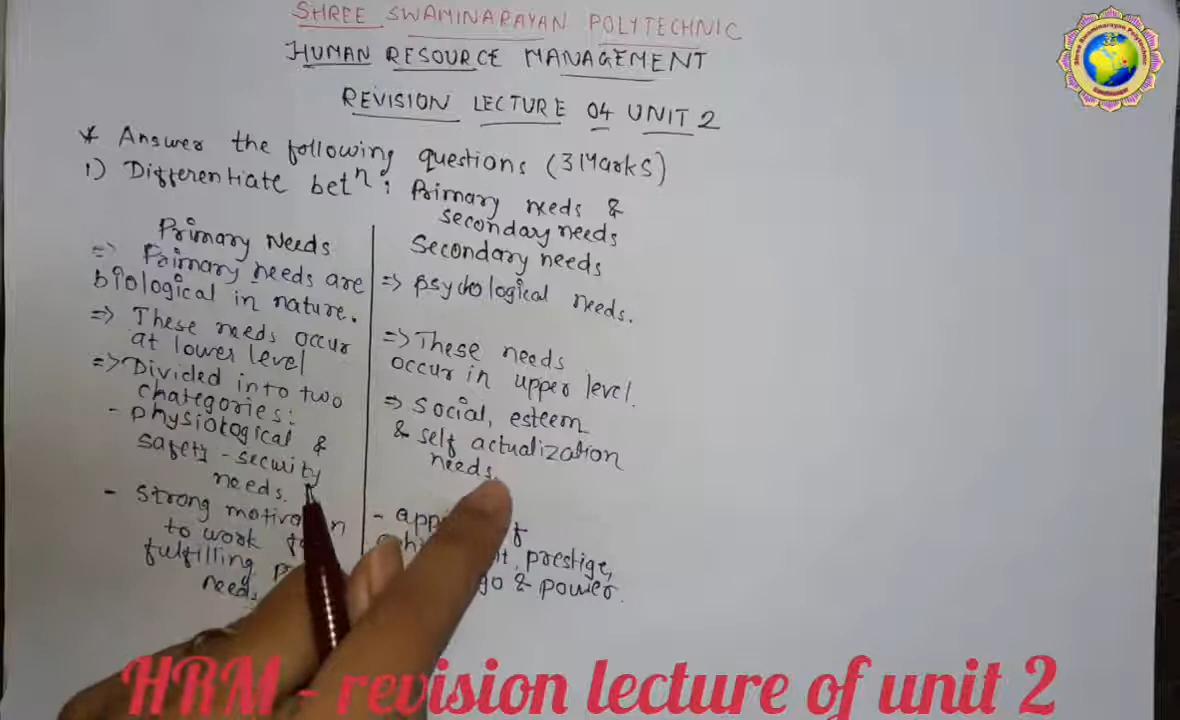 SHREE SWAMINARAYAN POLYTECHNIC
HUMAN RESOURCE MANAGEMENT
REVISION LECTURE 04 UNIT 2
* Answer the following questions (3 Marks)
1) Differentiate betn : Primary needs &
secondary needs
Primary Needs
=> Primary needs are
biological in nature.
=> These needs occur
at lower level
=> Divided into two
chategories:
- physiological &
safety - security
needs.
- strong
to work
fulfilling
needs
Secondary needs
=> psychological needs.
=> These needs
occur in upper level.
=> social, esteem
& self actualization
needs.
prestige,
& power.
HRM - revision lecture of unit 2